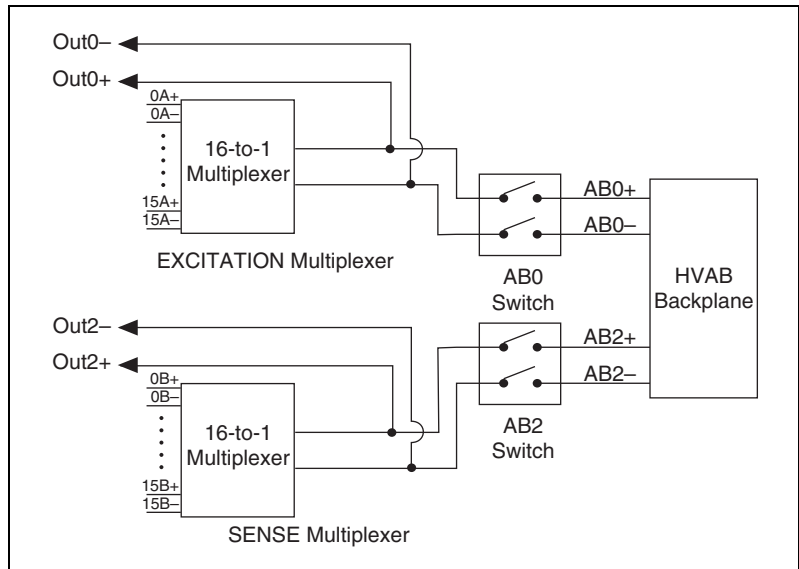 Out0–
Out0+
0A+
0A–
15A+
15A–
16-to-1
Multiplexer
EXCITATION Multiplexer
AB0+
AB0–
AB0
Switch
HVAB
Backplane
Out2–
Out2+
0B+
0B–
15B+
15B–
16-to-1
Multiplexer
SENSE Multiplexer
AB2+
AB2–
AB2
Switch